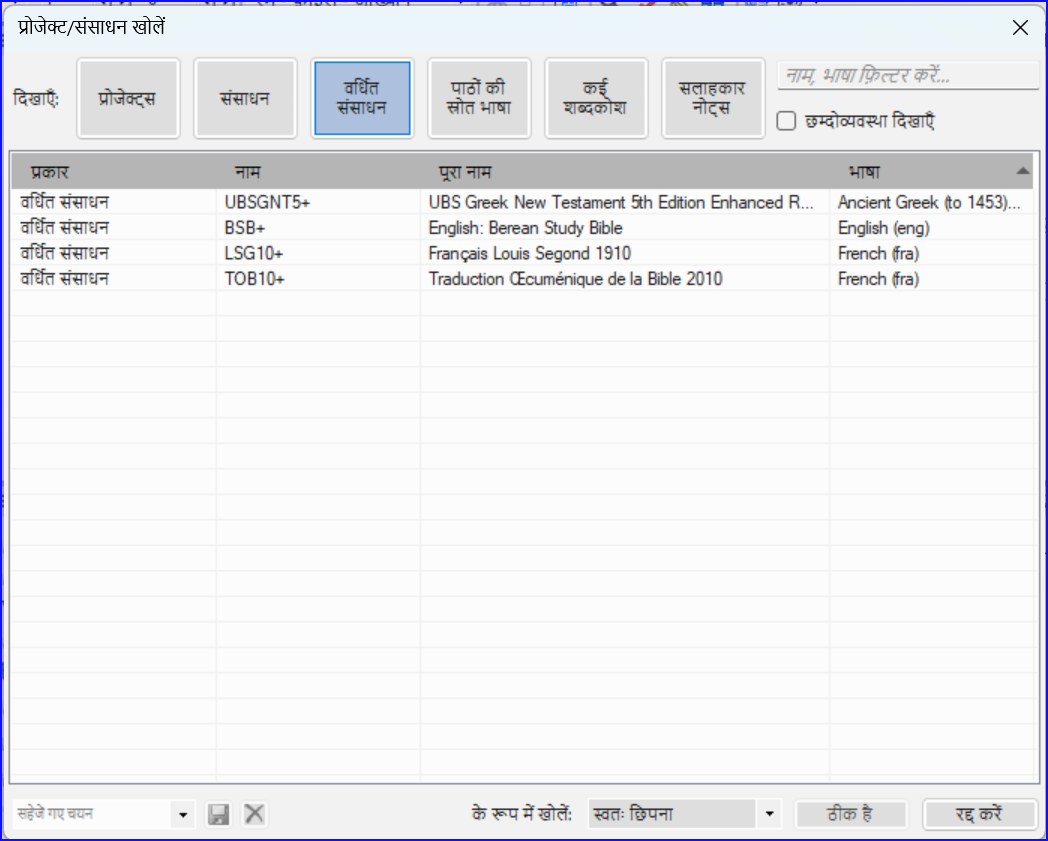 प्रोजेक्ट/संसाधन खोलें
दिखाएँ:
प्रोजेक्ट्स
संसाधन
वर्धित
संसाधन
पाठों की
स्रोत भाषा
कई
शब्दकोश
सलाहकार
नोट्स
नाम, भाषा फ़िल्टर करें...
छम्दोव्यवस्था दिखाएँ
प्रकार नाम पूरा नाम भाषा
वर्धित संसाधन UBSGNT5+ UBS Greek New Testament 5th Edition Enhanced R... Ancient Greek (to 1453)...
वर्धित संसाधन BSB+ English: Berean Study Bible English (eng)
वर्धित संसाधन LSG10+ Français Louis Segond 1910 French (fra)
वर्धित संसाधन TOB10+ Traduction Œcuménique de la Bible 2010 French (fra)
सहेजें गए चयन के रूप में खोलें: स्वतः छिपना ठीक है रद्द करें